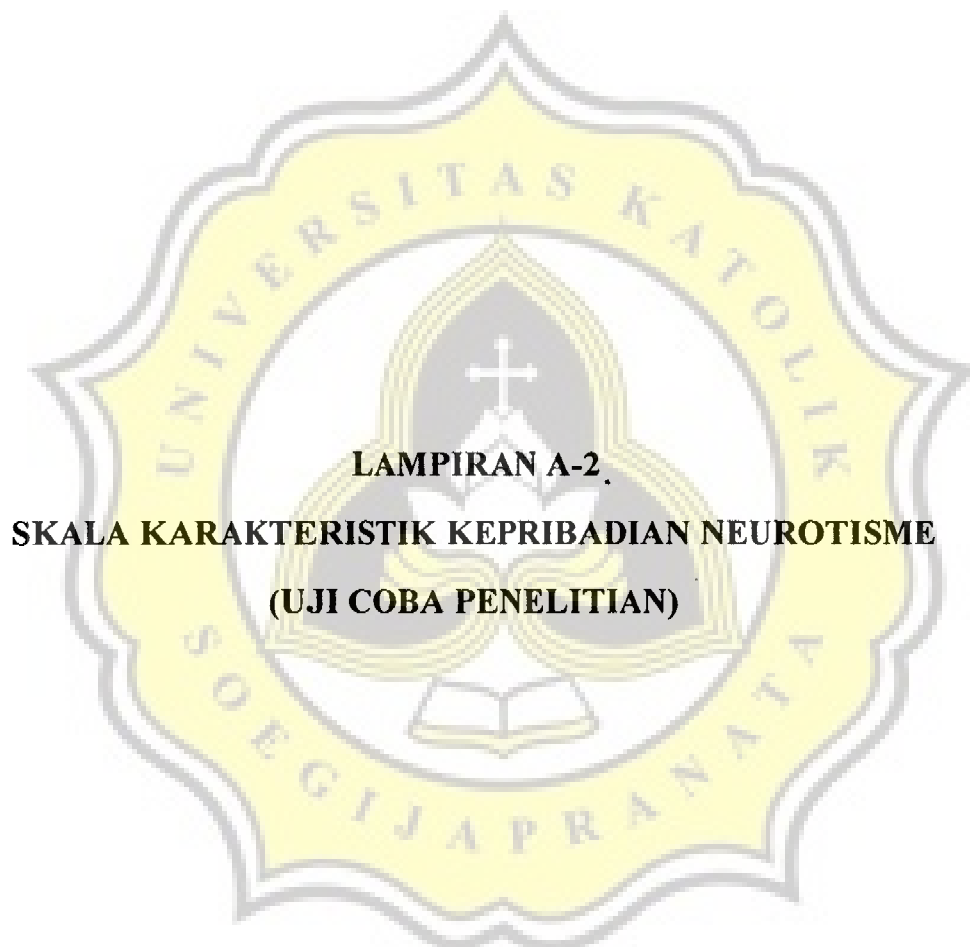 UNIVERSITAS KATOLIK
LAMPIRAN A-2
SKALA KARAKTERISTIK KEPRIBADIAN NEUROTISME
(UJI COBA PENELITIAN)
SOEGIJAPRANATA